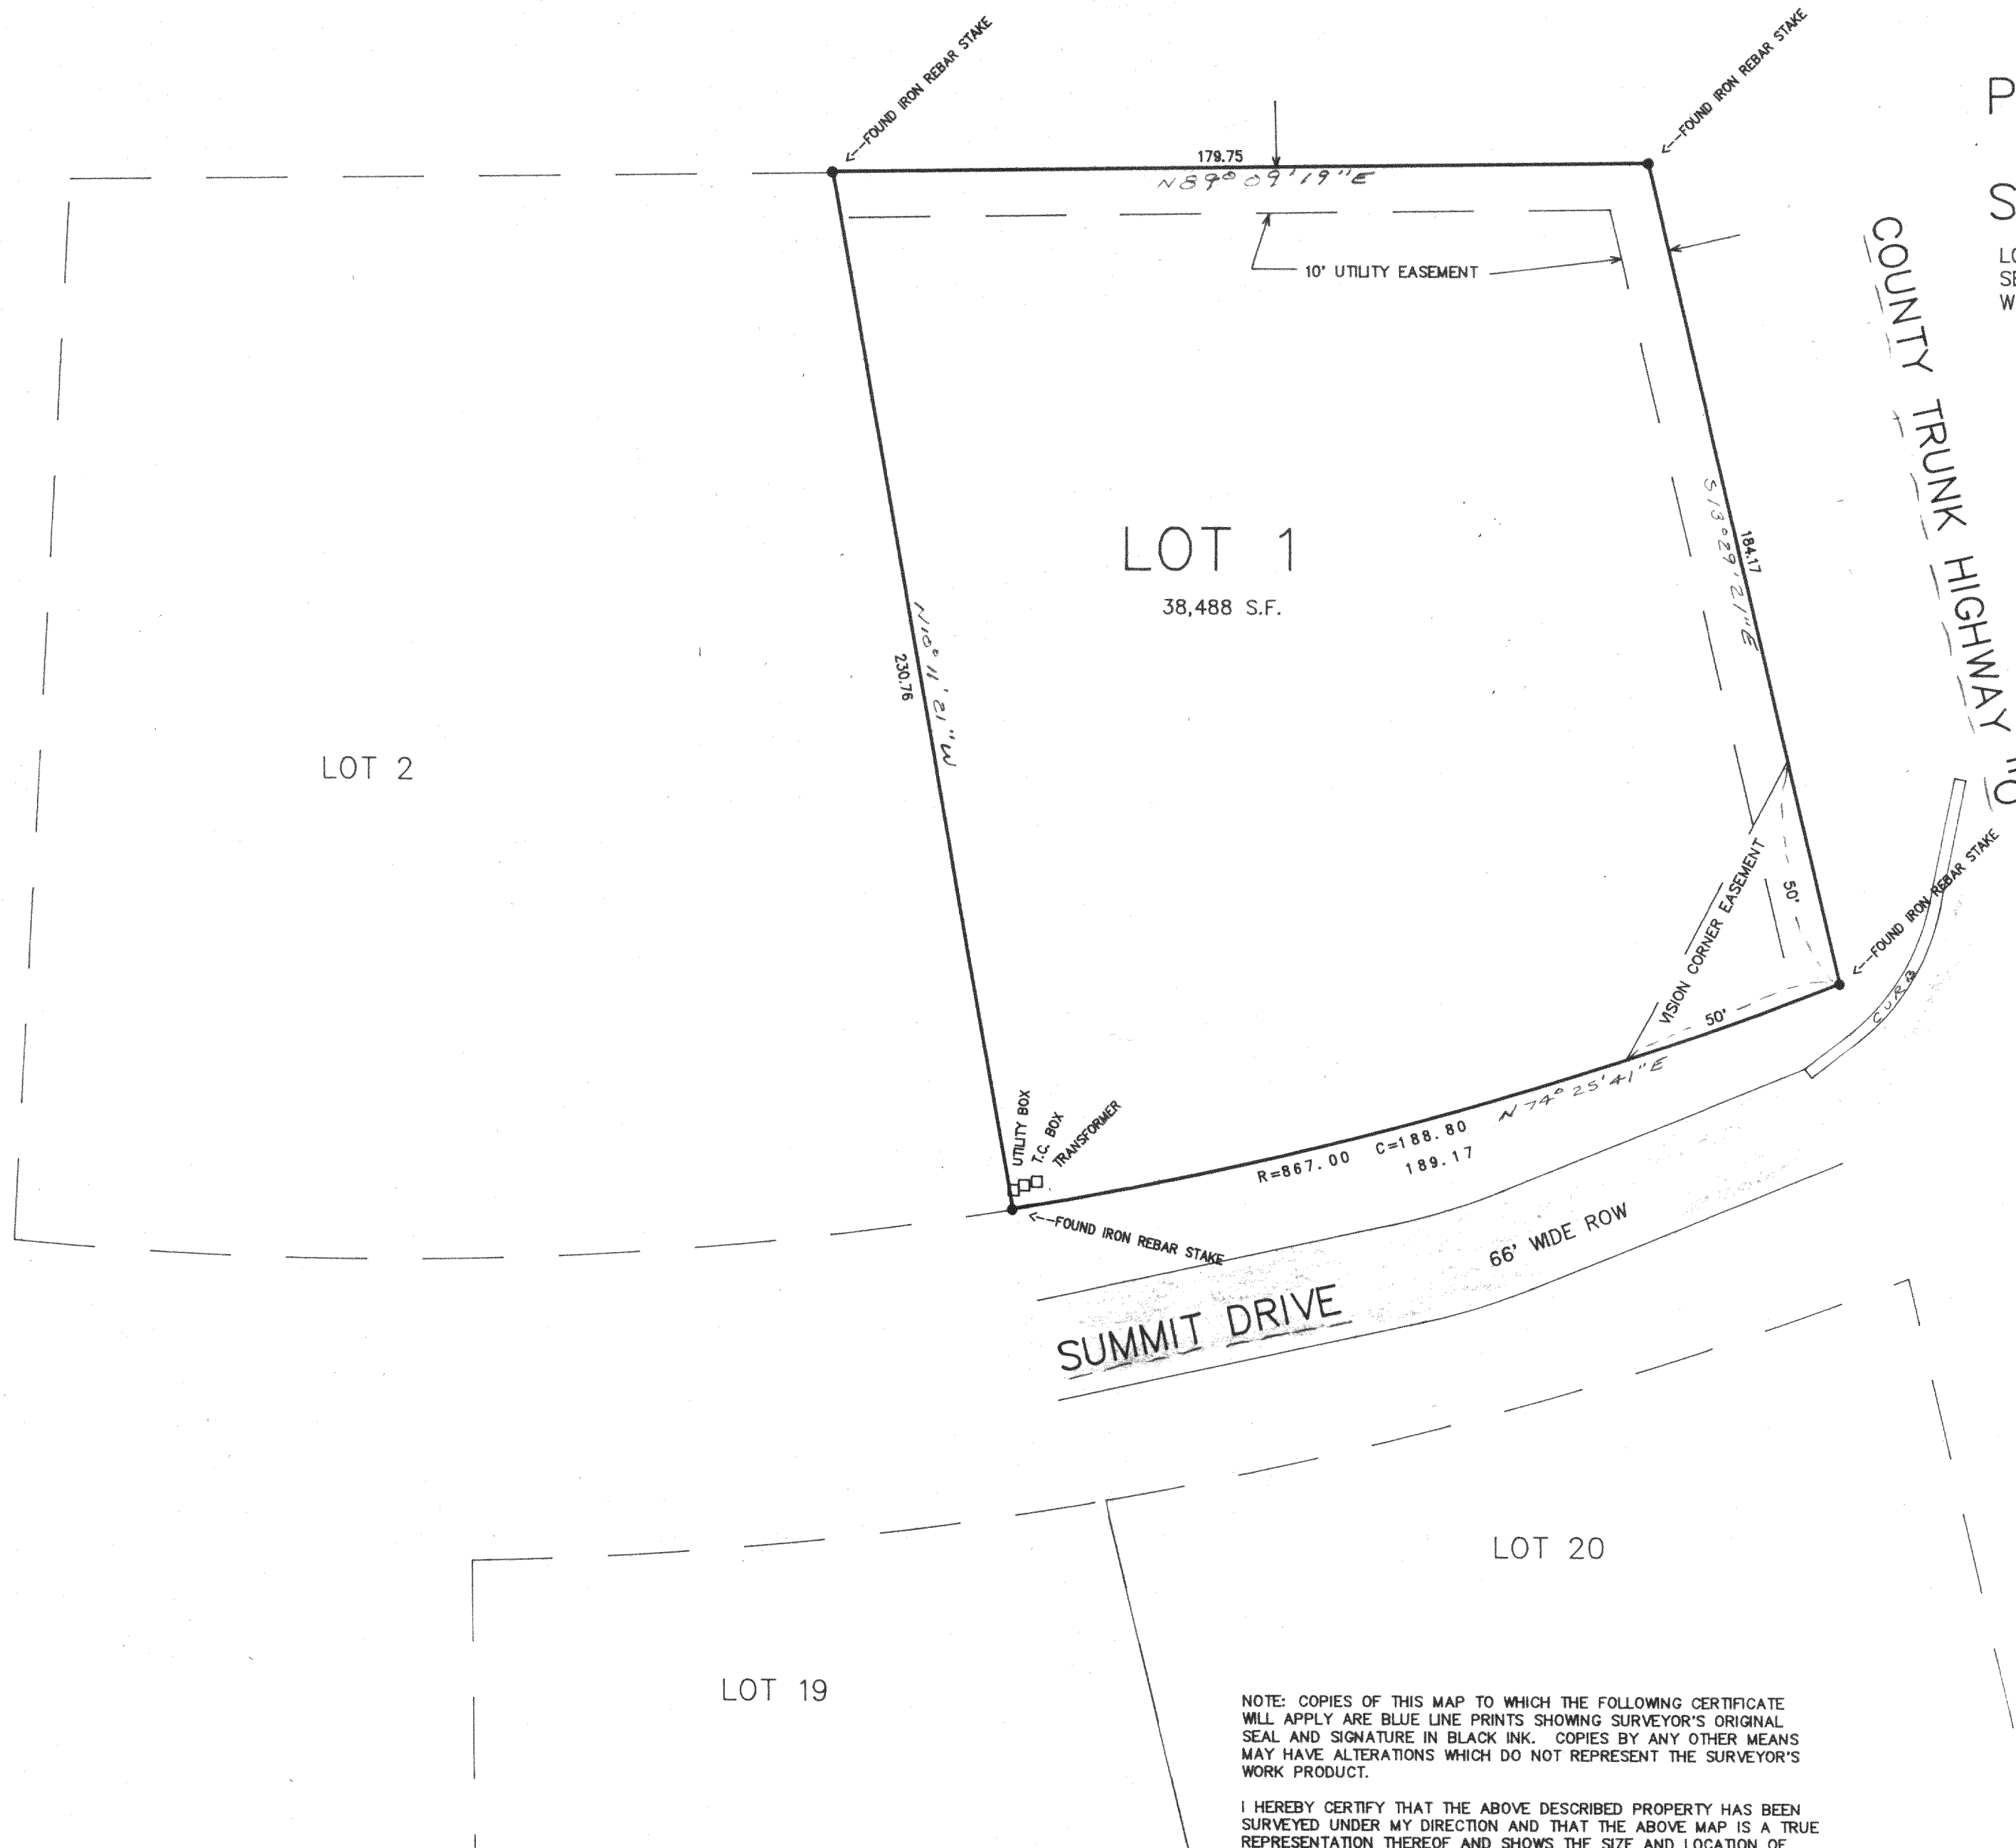 FOUND IRON REBAR STAKE
FOUND IRON REBAR STAKE
P
S
179.75
N89°09'19"E
10' UTILITY EASEMENT
COUNTY TRUNK HIGHWAY
LOT 1
38,488 S.F.
S13°29'21"E
184.17
N10°11'21"W
230.76
LOT 2
VISION CORNER EASEMENT
50'
50'
FOUND IRON REBAR STAKE
CURB
N74°25'41"E
UTILITY BOX
T.C. BOX
TRANSFORMER
R=867.00 C=188.80
189.17
FOUND IRON REBAR STAKE
66' WIDE ROW
SUMMIT DRIVE
LOT 20
LOT 19
NOTE: COPIES OF THIS MAP TO WHICH THE FOLLOWING CERTIFICATE
WILL APPLY ARE BLUE LINE PRINTS SHOWING SURVEYOR'S ORIGINAL
SEAL AND SIGNATURE IN BLACK INK. COPIES BY ANY OTHER MEANS
MAY HAVE ALTERATIONS WHICH DO NOT REPRESENT THE SURVEYOR'S
WORK PRODUCT.
I HEREBY CERTIFY THAT THE ABOVE DESCRIBED PROPERTY HAS BEEN
SURVEYED UNDER MY DIRECTION AND THAT THE ABOVE MAP IS A TRUE
REPRESENTATION THEREOF AND SHOWS THE SIZE AND LOCATION OF